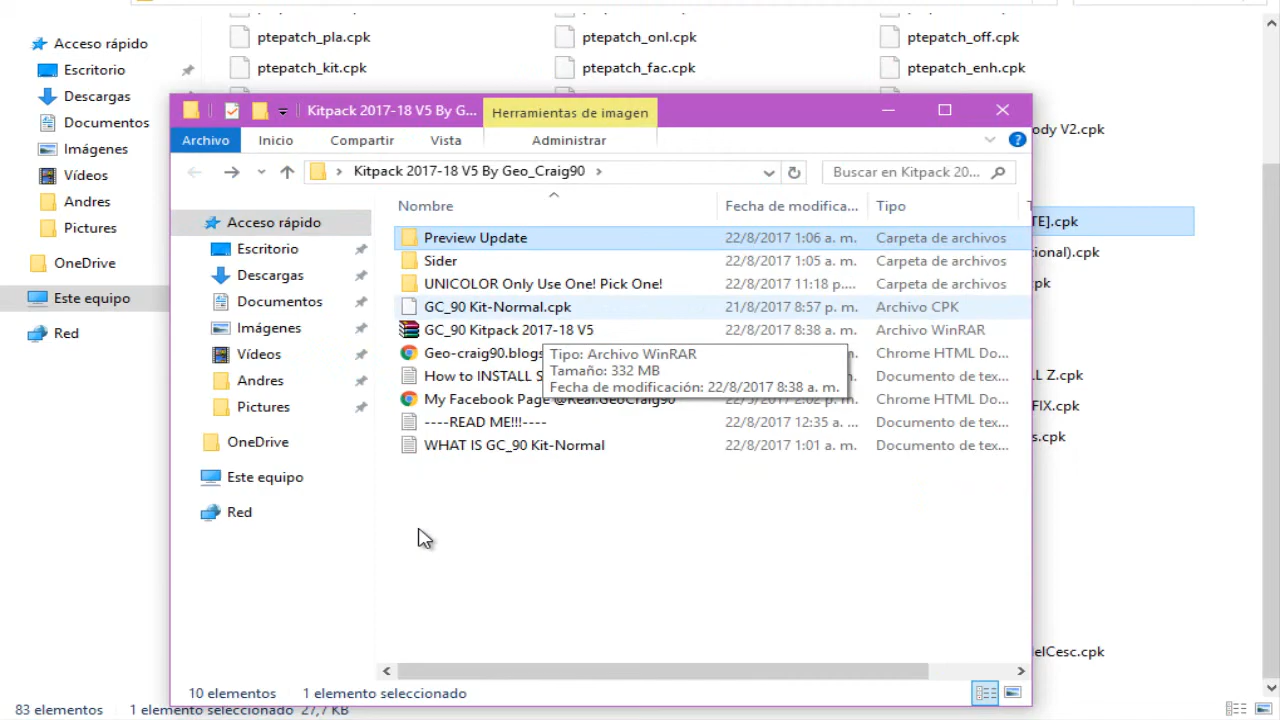 Acceso rápido
Escritorio
Descargas
Documentos
Imágenes
Vídeos
Andres
Pictures
OneDrive
Este equipo
Red
83 elementos 1 elemento seleccionado 27,7 KB
ptepatch_pla.cpk ptepatch_onl.cpk ptepatch_off.cpk
ptepatch_kit.cpk ptepatch_fac.cpk ptepatch_enh.cpk
ody V2.cpk
TE].cpk
ional).cpk
pk
LL Z.cpk
FIX.cpk
s.cpk
elCesc.cpk
Kitpack 2017-18 V5 By G... Herramientas de imagen
Archivo Inicio Compartir Vista Administrar
Kitpack 2017-18 V5 By Geo_Craig90 Buscar en Kitpack 20...
Acceso rápido
Escritorio
Descargas
Documentos
Imágenes
Vídeos
Andres
Pictures
OneDrive
Este equipo
Red
Nombre Fecha de modifica... Tipo
Preview Update 22/8/2017 1:06 a. m. Carpeta de archivos
Sider 22/8/2017 1:05 a. m. Carpeta de archivos
UNICOLOR Only Use One! Pick One! 22/8/2017 11:18 p.... Carpeta de archivos
GC_90 Kit-Normal.cpk 21/8/2017 8:57 p. m. Archivo CPK
GC_90 Kitpack 2017-18 V5 22/8/2017 8:38 a. m. Archivo WinRAR
Geo-craig90.blogs m. Chrome HTML Do...
How to INSTALL S m. Documento de tex...
My Facebook Page @Real.GeoCraig90 22/5/2017 2:02 p. m. Chrome HTML Do...
----READ ME!!!---- 22/8/2017 12:35 a. ... Documento de tex...
WHAT IS GC_90 Kit-Normal 22/8/2017 1:01 a. m. Documento de tex...
Tipo: Archivo WinRAR
Tamaño: 332 MB
Fecha de modificación: 22/8/2017 8:38 a. m.
10 elementos 1 elemento seleccionado